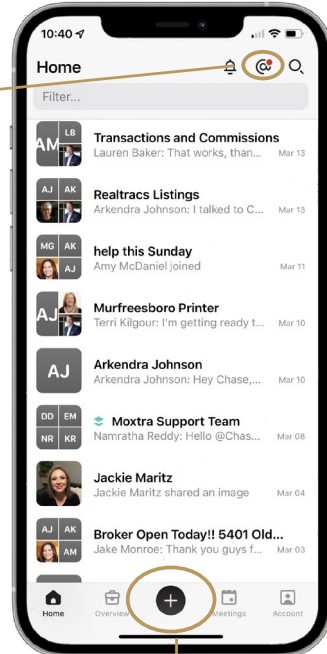 10:40
Home
Filter...
AM LB
Transactions and Commissions
Lauren Baker: That works, than... Mar 13
AJ AK
Realtracs Listings
Arkendra Johnson: I talked to C... Mar 13
MG AK
AJ
help this Sunday
Amy McDaniel joined Mar 11
AJ
Murfreesboro Printer
Terri Kilgour: I'm getting ready t... Mar 10
AJ
Arkendra Johnson
Arkendra Johnson: Hey Chase,... Mar 10
DD EM
NR KR
Moxtra Support Team
Namratha Reddy: Hello @Chas... Mar 08
Jackie Maritz
Jackie Maritz shared an image Mar 04
AJ AK
AM
Broker Open Today!! 5401 Old...
Jake Monroe: Thank you guys f... Mar 03
Home Overview Meetings Account